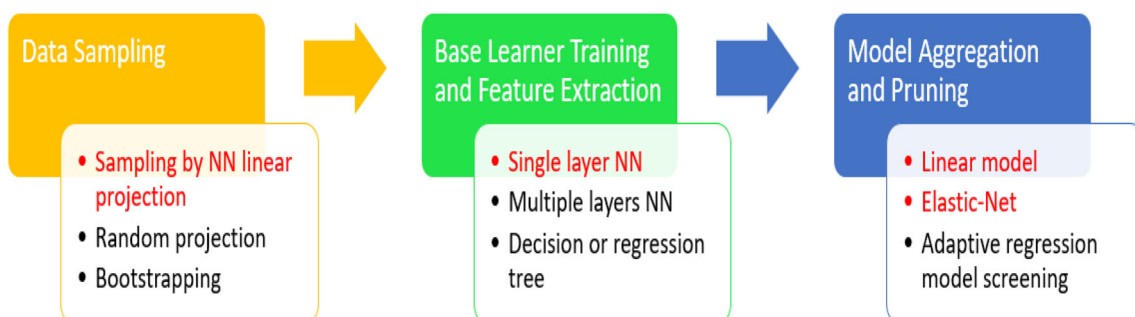 Data Sampling
• Sampling by NN linear
projection
• Random projection
• Bootstrapping
Base Learner Training
and Feature Extraction
• Single layer NN
• Multiple layers NN
• Decision or regression
tree
Model Aggregation
and Pruning
• Linear model
• Elastic-Net
• Adaptive regression
model screening